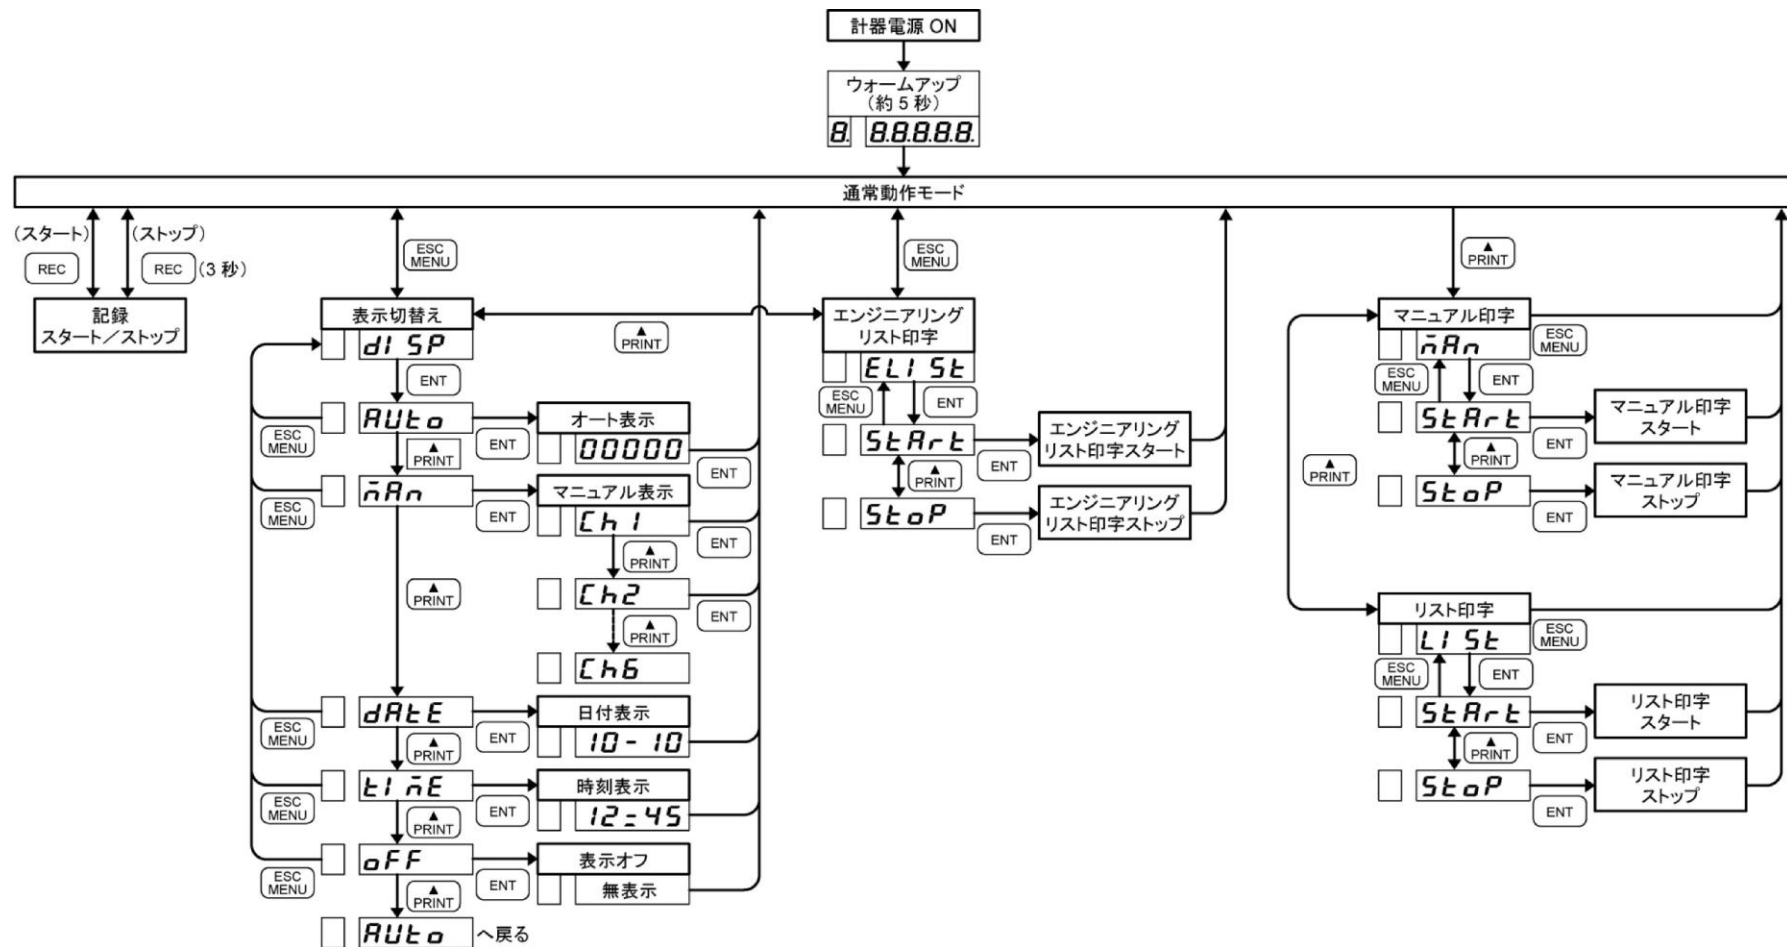 計器電源 ON
ウォームアップ
(約 5 秒)
8. 8.8.8.8.8.
通常動作モード
(スタート)
REC
(ストップ)
REC (3 秒)
記録
スタート/ストップ
ESC
MENU
表示切替え
dISP
ENT
AUto
ESC
MENU
ENT
オート表示
00000
ENT
▲
PRINT
mAn
ESC
MENU
ENT
マニュアル表示
Ch1
ENT
▲
PRINT
Ch2
ENT
▲
PRINT
Ch6
▲
PRINT
dAtE
ESC
MENU
ENT
日付表示
10-10
▲
PRINT
tImE
ESC
MENU
ENT
時刻表示
12=45
▲
PRINT
oFF
ESC
MENU
ENT
表示オフ
無表示
▲
PRINT
AUto へ戻る
▲
PRINT
ESC
MENU
エンジニアリング
リスト印字
ELISt
ESC
MENU
ENT
StArt
ENT
エンジニアリング
リスト印字スタート
▲
PRINT
StoP
ENT
エンジニアリング
リスト印字ストップ
▲
PRINT
マニュアル印字
mAn
ESC
MENU
ESC
MENU
ENT
StArt
ENT
マニュアル印字
スタート
▲
PRINT
StoP
ENT
マニュアル印字
ストップ
▲
PRINT
リスト印字
LISt
ESC
MENU
ESC
MENU
ENT
StArt
ENT
リスト印字
スタート
▲
PRINT
StoP
ENT
リスト印字
ストップ